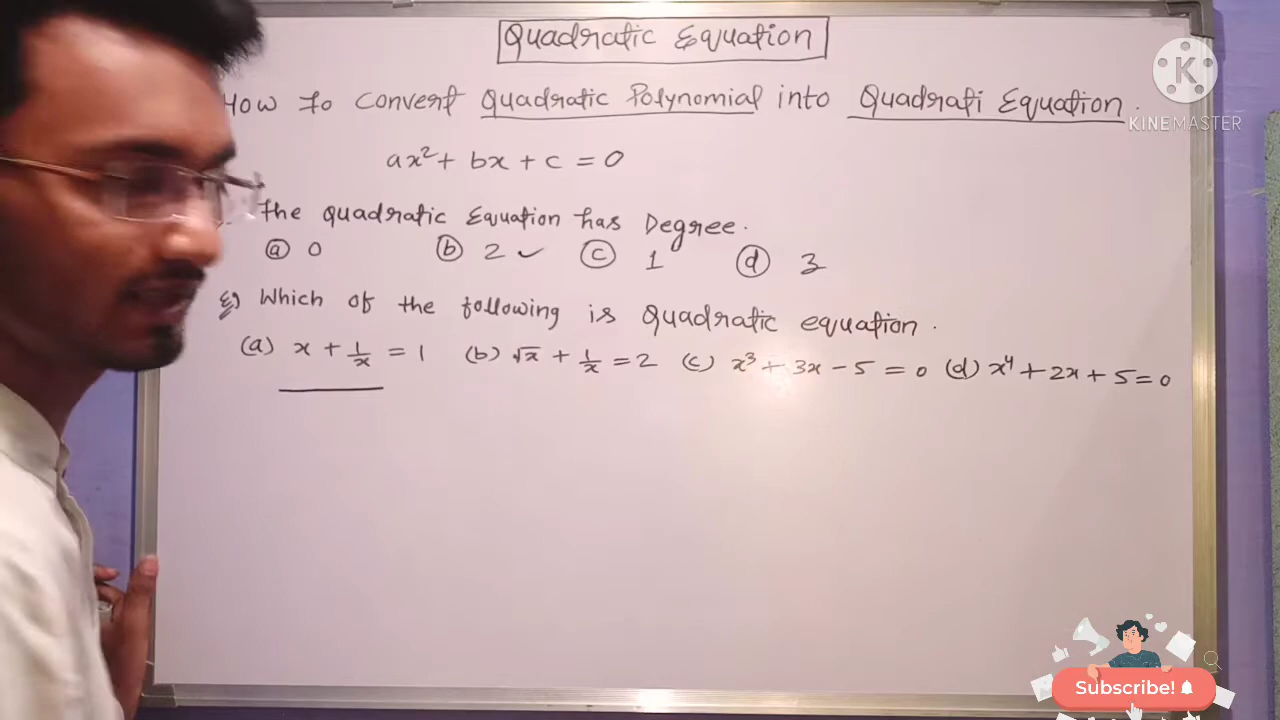 Quadratic Equation
How to Convert Quadratic Polynomial into Quadrati Equation.
ax² + bx + c = 0
The quadratic Equation has Degree.
ⓐ 0 ⓑ 2 ✓ ⓒ 1 ⓓ 3
Which of the following is Quadratic equation.
(a) x + 1/x = 1 (b) √x + 1/x = 2 (c) x³ + 3x - 5 = 0 (d) x⁴ + 2x + 5 = 0
K
KINEMASTER
Subscribe!